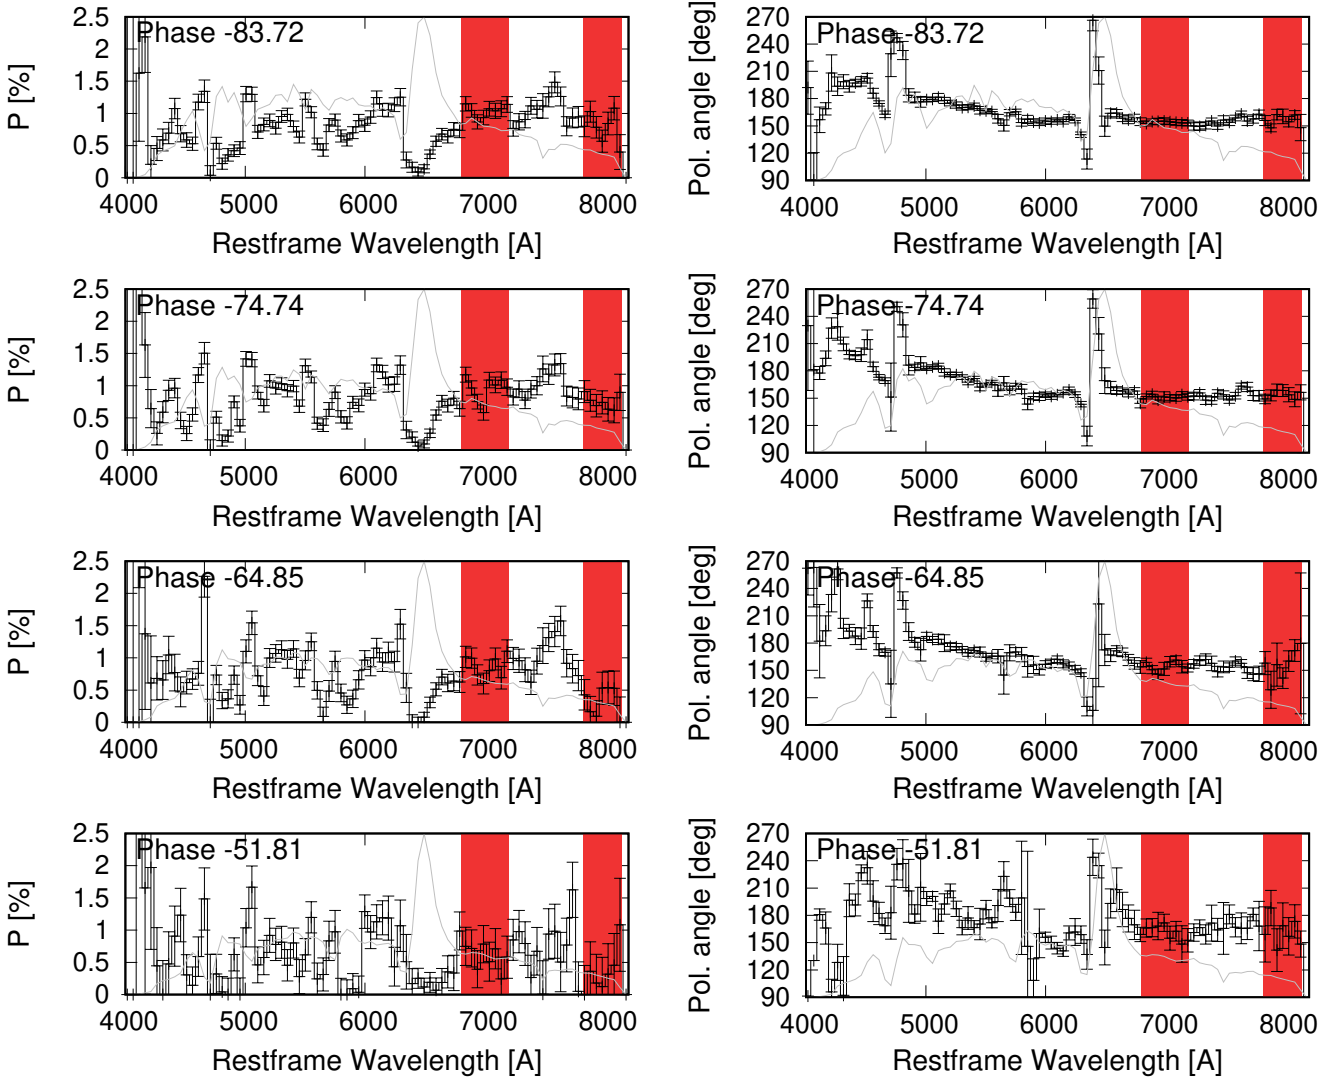 P [%]
2.5
2
1.5
1
0.5
0
Phase -83.72
4000 5000 6000 7000 8000
Restframe Wavelength [A]
Pol. angle [deg]
270
240
210
180
150
120
90
Phase -83.72
4000 5000 6000 7000 8000
Restframe Wavelength [A]
P [%]
2.5
2
1.5
1
0.5
0
Phase -74.74
4000 5000 6000 7000 8000
Restframe Wavelength [A]
Pol. angle [deg]
270
240
210
180
150
120
90
Phase -74.74
4000 5000 6000 7000 8000
Restframe Wavelength [A]
P [%]
2.5
2
1.5
1
0.5
0
Phase -64.85
4000 5000 6000 7000 8000
Restframe Wavelength [A]
Pol. angle [deg]
270
240
210
180
150
120
90
Phase -64.85
4000 5000 6000 7000 8000
Restframe Wavelength [A]
P [%]
2.5
2
1.5
1
0.5
0
Phase -51.81
4000 5000 6000 7000 8000
Restframe Wavelength [A]
Pol. angle [deg]
270
240
210
180
150
120
90
Phase -51.81
4000 5000 6000 7000 8000
Restframe Wavelength [A]